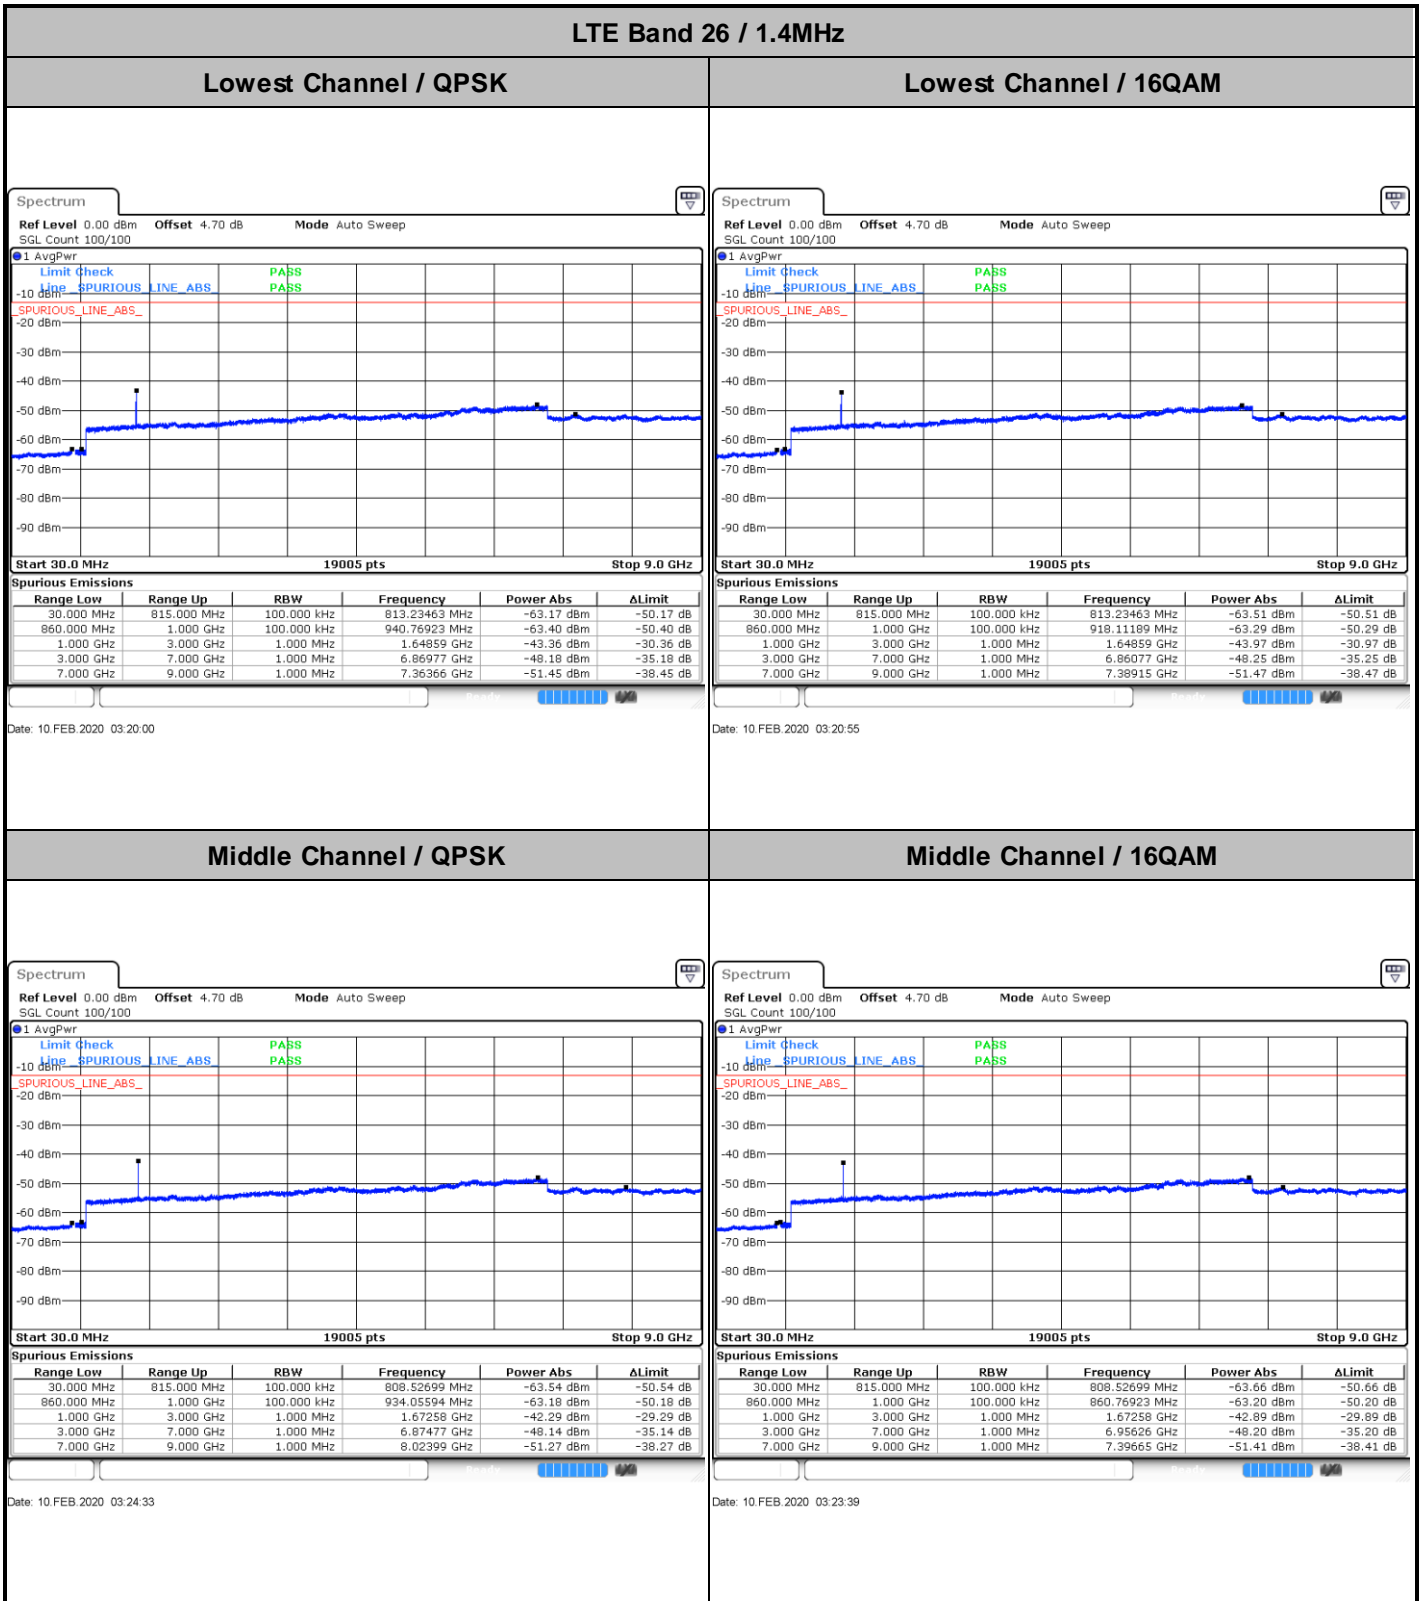 LTE Band 26 / 1.4MHz
Lowest Channel / QPSK
Lowest Channel / 16QAM
Spectrum
Ref Level 0.00 dBm Offset 4.70 dB Mode Auto Sweep
SGL Count 100/100
1 AvgPwr
Limit Check PASS
Line _SPURIOUS_LINE_ABS_ PASS
-10 dBm
_SPURIOUS_LINE_ABS_
-20 dBm
-30 dBm
-40 dBm
-50 dBm
-60 dBm
-70 dBm
-80 dBm
-90 dBm
Start 30.0 MHz 19005 pts Stop 9.0 GHz
Spurious Emissions
Range Low Range Up RBW Frequency Power Abs ΔLimit
30.000 MHz 815.000 MHz 100.000 kHz 813.23463 MHz -63.17 dBm -50.17 dB
860.000 MHz 1.000 GHz 100.000 kHz 940.76923 MHz -63.40 dBm -50.40 dB
1.000 GHz 3.000 GHz 1.000 MHz 1.64859 GHz -43.36 dBm -30.36 dB
3.000 GHz 7.000 GHz 1.000 MHz 6.86977 GHz -48.18 dBm -35.18 dB
7.000 GHz 9.000 GHz 1.000 MHz 7.36366 GHz -51.45 dBm -38.45 dB
Ready
Date: 10.FEB.2020 03:20:00
Spectrum
Ref Level 0.00 dBm Offset 4.70 dB Mode Auto Sweep
SGL Count 100/100
1 AvgPwr
Limit Check PASS
Line _SPURIOUS_LINE_ABS_ PASS
-10 dBm
_SPURIOUS_LINE_ABS_
-20 dBm
-30 dBm
-40 dBm
-50 dBm
-60 dBm
-70 dBm
-80 dBm
-90 dBm
Start 30.0 MHz 19005 pts Stop 9.0 GHz
Spurious Emissions
Range Low Range Up RBW Frequency Power Abs ΔLimit
30.000 MHz 815.000 MHz 100.000 kHz 813.23463 MHz -63.51 dBm -50.51 dB
860.000 MHz 1.000 GHz 100.000 kHz 918.11189 MHz -63.29 dBm -50.29 dB
1.000 GHz 3.000 GHz 1.000 MHz 1.64859 GHz -43.97 dBm -30.97 dB
3.000 GHz 7.000 GHz 1.000 MHz 6.86077 GHz -48.25 dBm -35.25 dB
7.000 GHz 9.000 GHz 1.000 MHz 7.38915 GHz -51.47 dBm -38.47 dB
Ready
Date: 10.FEB.2020 03:20:55
Middle Channel / QPSK
Middle Channel / 16QAM
Spectrum
Ref Level 0.00 dBm Offset 4.70 dB Mode Auto Sweep
SGL Count 100/100
1 AvgPwr
Limit Check PASS
Line _SPURIOUS_LINE_ABS_ PASS
-10 dBm
_SPURIOUS_LINE_ABS_
-20 dBm
-30 dBm
-40 dBm
-50 dBm
-60 dBm
-70 dBm
-80 dBm
-90 dBm
Start 30.0 MHz 19005 pts Stop 9.0 GHz
Spurious Emissions
Range Low Range Up RBW Frequency Power Abs ΔLimit
30.000 MHz 815.000 MHz 100.000 kHz 808.52699 MHz -63.54 dBm -50.54 dB
860.000 MHz 1.000 GHz 100.000 kHz 934.05594 MHz -63.18 dBm -50.18 dB
1.000 GHz 3.000 GHz 1.000 MHz 1.67258 GHz -42.29 dBm -29.29 dB
3.000 GHz 7.000 GHz 1.000 MHz 6.87477 GHz -48.14 dBm -35.14 dB
7.000 GHz 9.000 GHz 1.000 MHz 8.02399 GHz -51.27 dBm -38.27 dB
Ready
Date: 10.FEB.2020 03:24:33
Spectrum
Ref Level 0.00 dBm Offset 4.70 dB Mode Auto Sweep
SGL Count 100/100
1 AvgPwr
Limit Check PASS
Line _SPURIOUS_LINE_ABS_ PASS
-10 dBm
_SPURIOUS_LINE_ABS_
-20 dBm
-30 dBm
-40 dBm
-50 dBm
-60 dBm
-70 dBm
-80 dBm
-90 dBm
Start 30.0 MHz 19005 pts Stop 9.0 GHz
Spurious Emissions
Range Low Range Up RBW Frequency Power Abs ΔLimit
30.000 MHz 815.000 MHz 100.000 kHz 808.52699 MHz -63.66 dBm -50.66 dB
860.000 MHz 1.000 GHz 100.000 kHz 860.76923 MHz -63.20 dBm -50.20 dB
1.000 GHz 3.000 GHz 1.000 MHz 1.67258 GHz -42.89 dBm -29.89 dB
3.000 GHz 7.000 GHz 1.000 MHz 6.95626 GHz -48.20 dBm -35.20 dB
7.000 GHz 9.000 GHz 1.000 MHz 7.39665 GHz -51.41 dBm -38.41 dB
Ready
Date: 10.FEB.2020 03:23:39